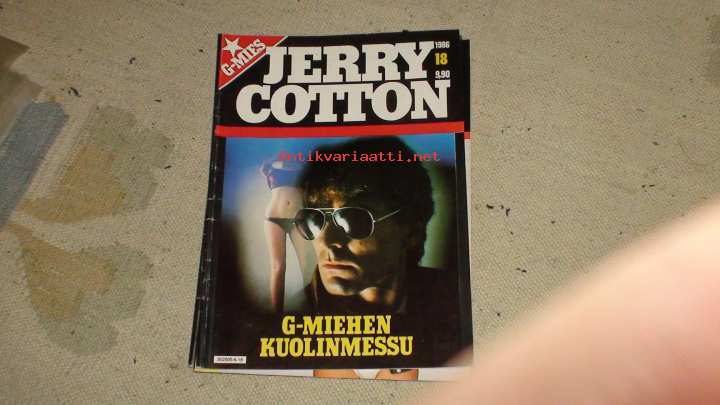 G-MIES
JERRY
COTTON
1986
18
9,90
antikvariaatti.net
G-MIEHEN
KUOLINMESSU